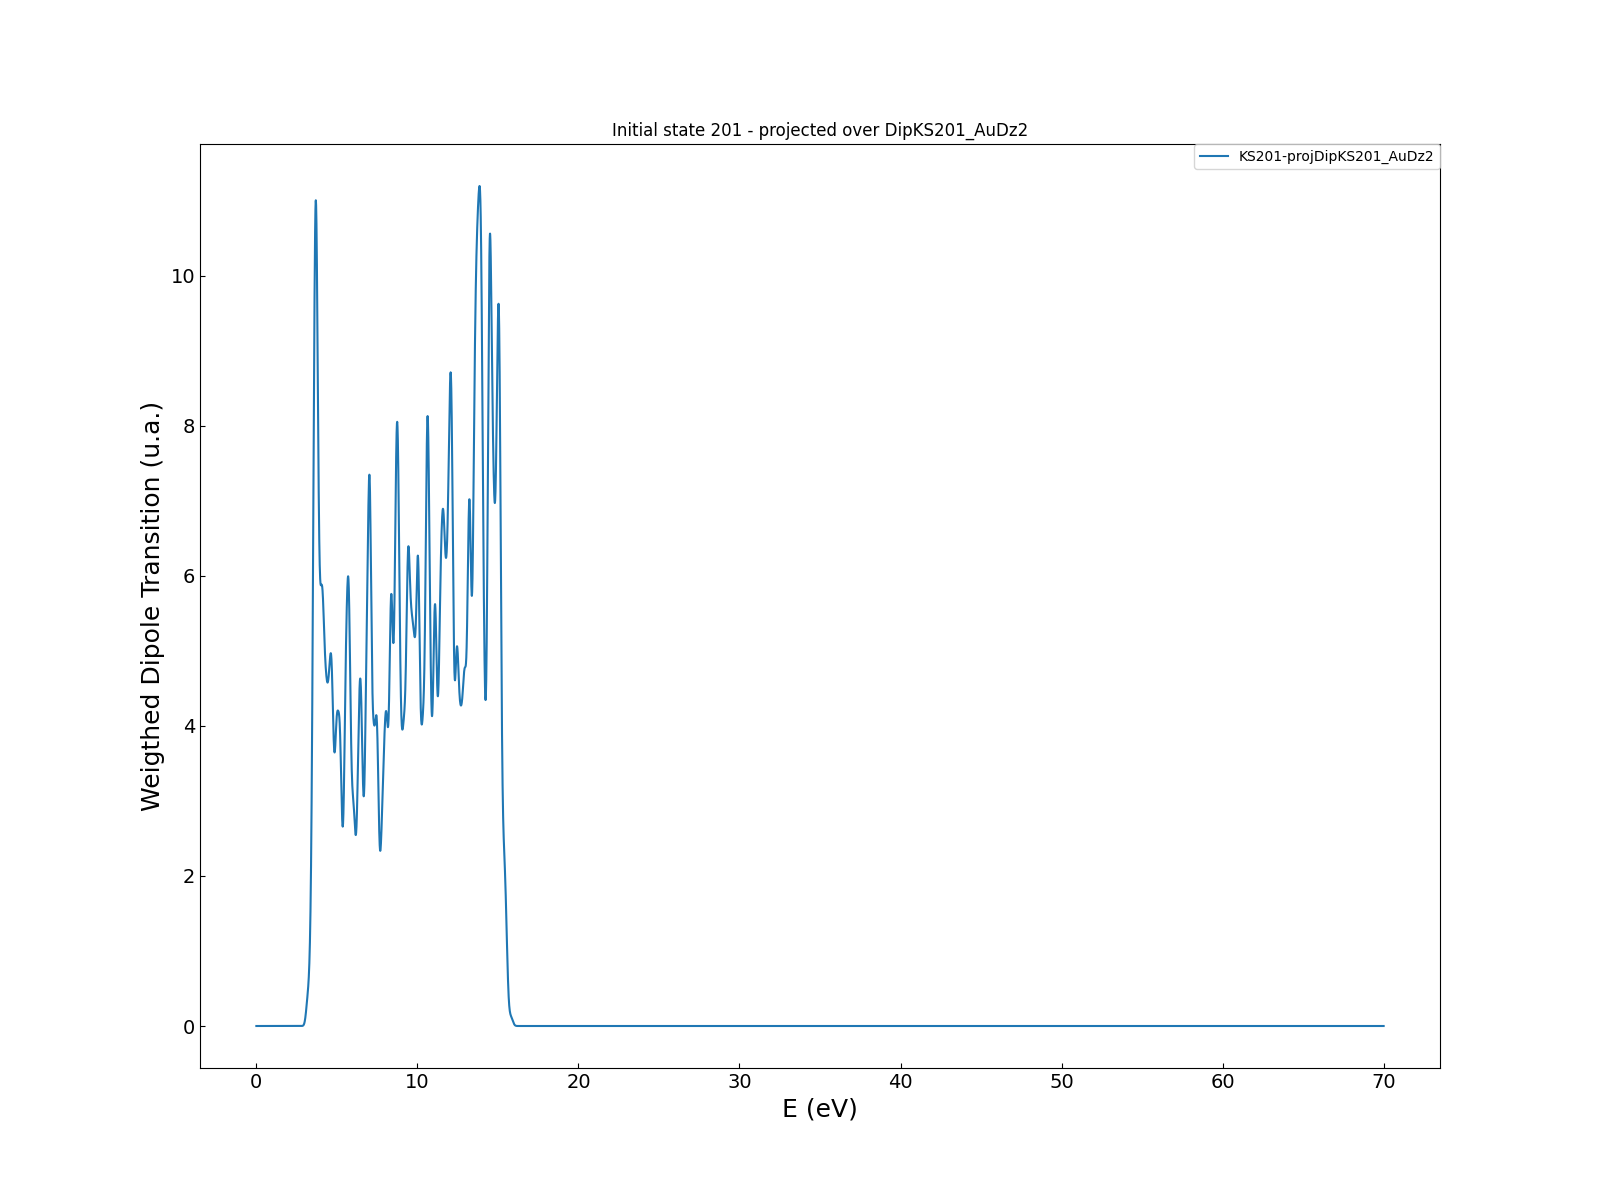 Initial state 201 - projected over DipKS201_AuDz2
KS201-projDipKS201_AuDz2
Weigthed Dipole Transition (u.a.)
10
8
6
4
2
0
0 10 20 30 40 50 60 70
E (eV)